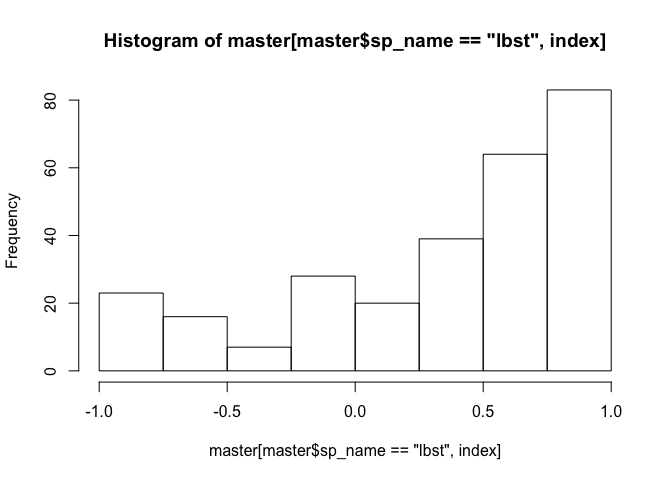 Histogram of master[master$sp_name == "lbst", index]
Frequency
80
60
40
20
0
-1.0 -0.5 0.0 0.5 1.0
master[master$sp_name == "lbst", index]